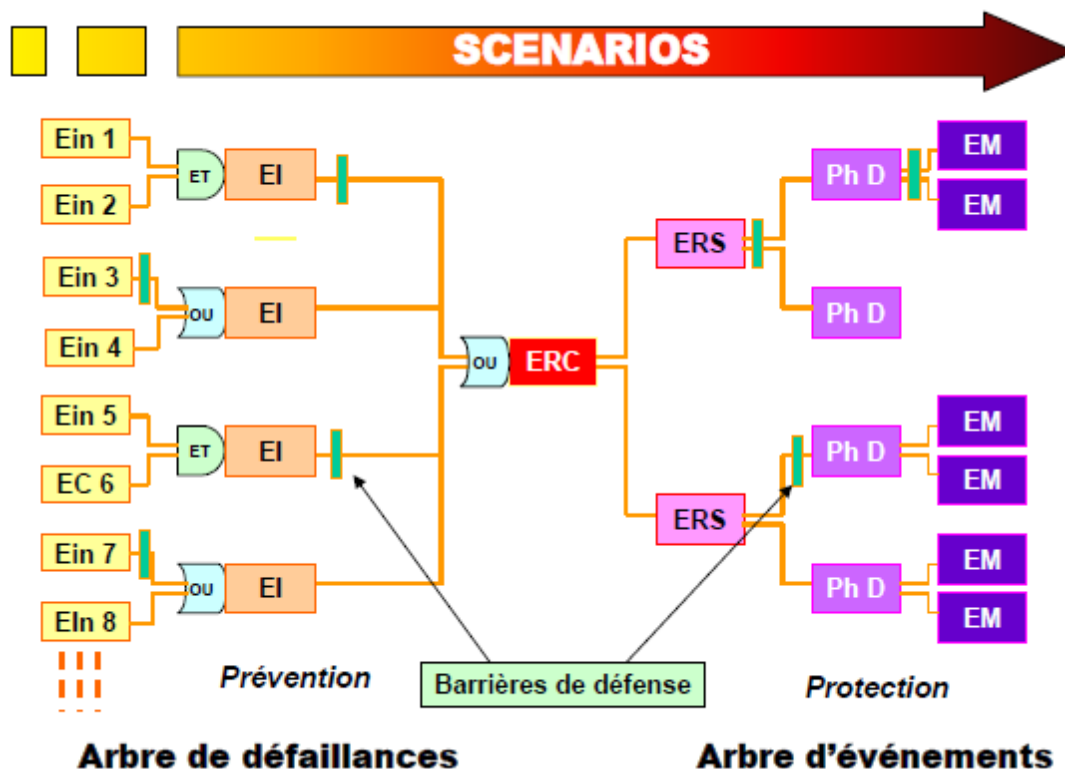 SCENARIOS
Ein 1
Ein 2
ET
EI
Ein 3
Ein 4
OU
EI
Ein 5
EC 6
ET
EI
Ein 7
EIn 8
OU
EI
OU
ERC
ERS
ERS
Ph D
Ph D
Ph D
Ph D
EM
EM
EM
EM
EM
EM
Prévention
Barrières de défense
Protection
Arbre de défaillances
Arbre d'événements